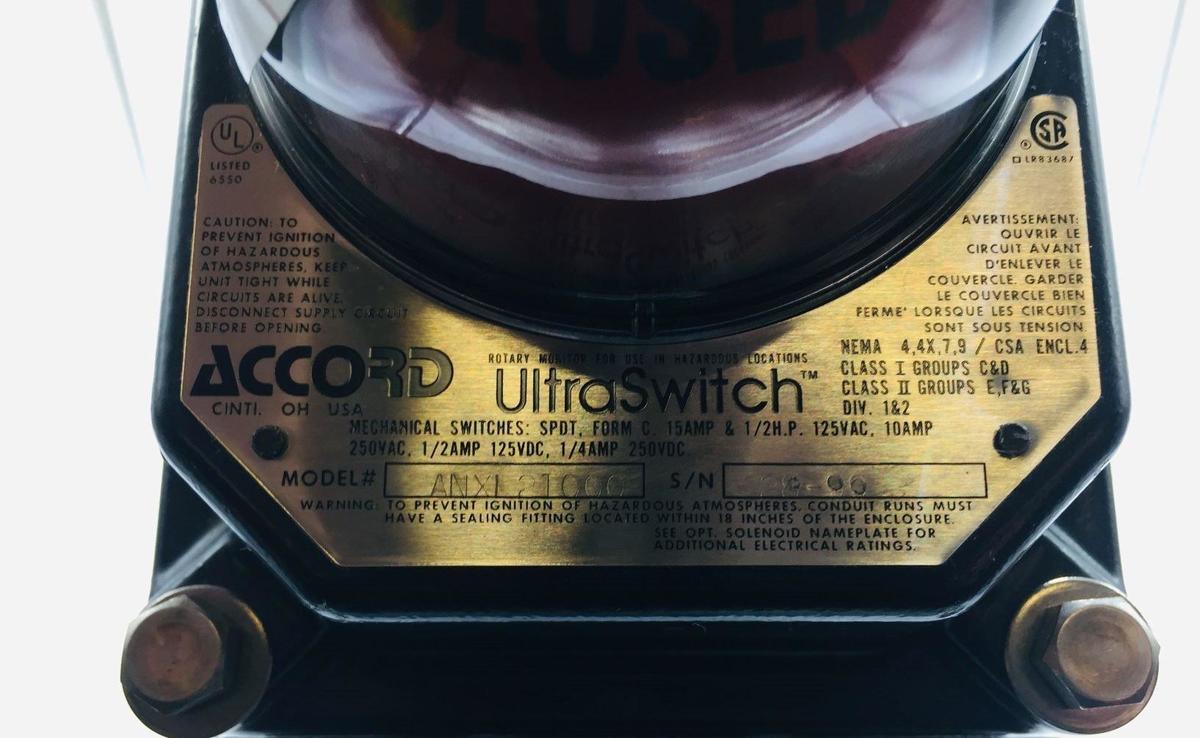 CLOSED
UL ®
LISTED
6550
CAUTION: TO
PREVENT IGNITION
OF HAZARDOUS
ATMOSPHERES, KEEP
UNIT TIGHT WHILE
CIRCUITS ARE ALIVE.
DISCONNECT SUPPLY CIRCUIT
BEFORE OPENING.
® SA
LR83687
AVERTISSEMENT:
OUVRIR LE
CIRCUIT AVANT
D'ENLEVER LE
COUVERCLE. GARDER
LE COUVERCLE BIEN
FERME' LORSQUE LES CIRCUITS
SONT SOUS TENSION.
ACCORD
CINTI. OH USA
ROTARY MONITOR FOR USE IN HAZARDOUS LOCATIONS
UltraSwitch™
NEMA 4,4X,7,9 / CSA ENCL.4
CLASS I GROUPS C&D
CLASS II GROUPS E,F&G
DIV. 1&2
MECHANICAL SWITCHES: SPDT, FORM C. 15AMP & 1/2H.P. 125VAC, 10AMP
250VAC, 1/2AMP 125VDC, 1/4AMP 250VDC.
MODEL# S/N
WARNING: TO PREVENT IGNITION OF HAZARDOUS ATMOSPHERES. CONDUIT RUNS MUST
HAVE A SEALING FITTING LOCATED WITHIN 18 INCHES OF THE ENCLOSURE.
SEE OPT. SOLENOID NAMEPLATE FOR
ADDITIONAL ELECTRICAL RATINGS.